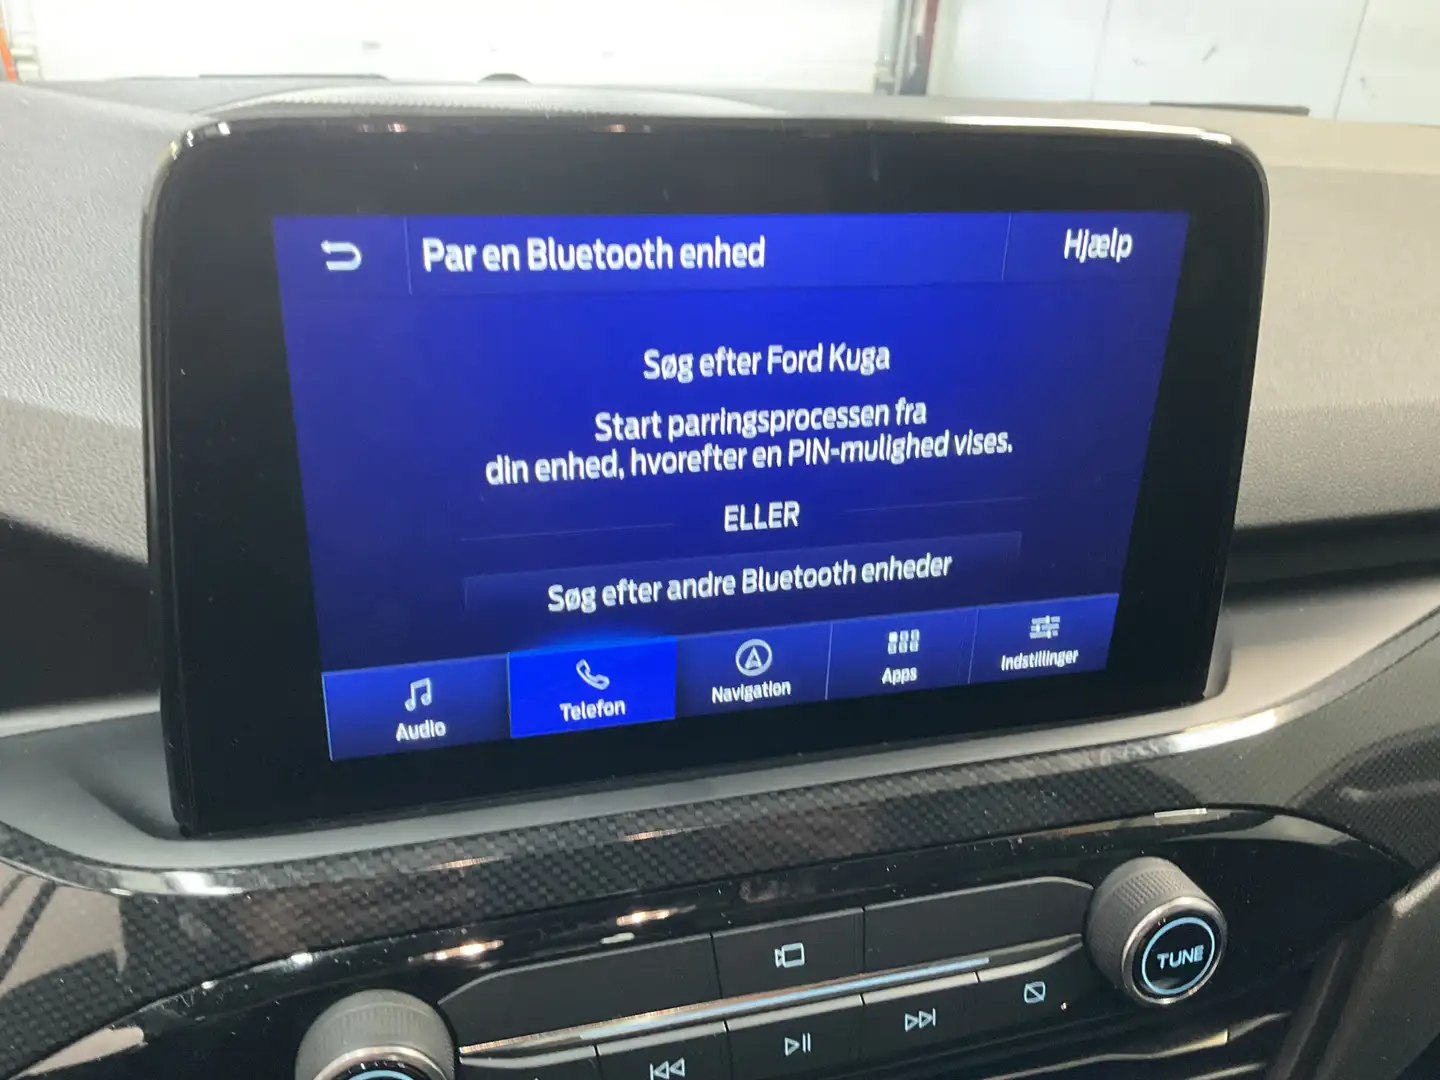 Par en Bluetooth enhed
Hjælp
Søg efter Ford Kuga
Start parringsprocessen fra
din enhed, hvorefter en PIN-mulighed vises.
ELLER
Søg efter andre Bluetooth enheder
Audio
Telefon
Navigation
Apps
Indstillinger
TUNE